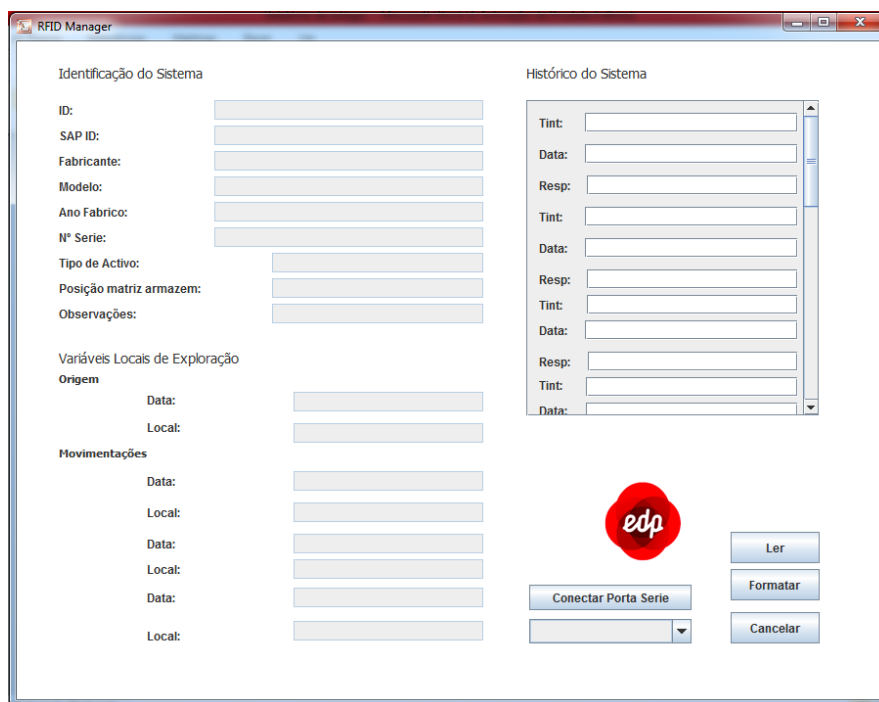 RFID Manager
Identificação do Sistema
ID:
SAP ID:
Fabricante:
Modelo:
Ano Fabrico:
Nº Serie:
Tipo de Activo:
Posição matriz armazem:
Observações:
Variáveis Locais de Exploração
Origem
Data:
Local:
Movimentações
Data:
Local:
Data:
Local:
Data:
Local:
Histórico do Sistema
Tint:
Data:
Resp:
Tint:
Data:
Resp:
Tint:
Data:
Resp:
Tint:
Data:
edp
Conectar Porta Serie
Ler
Formatar
Cancelar